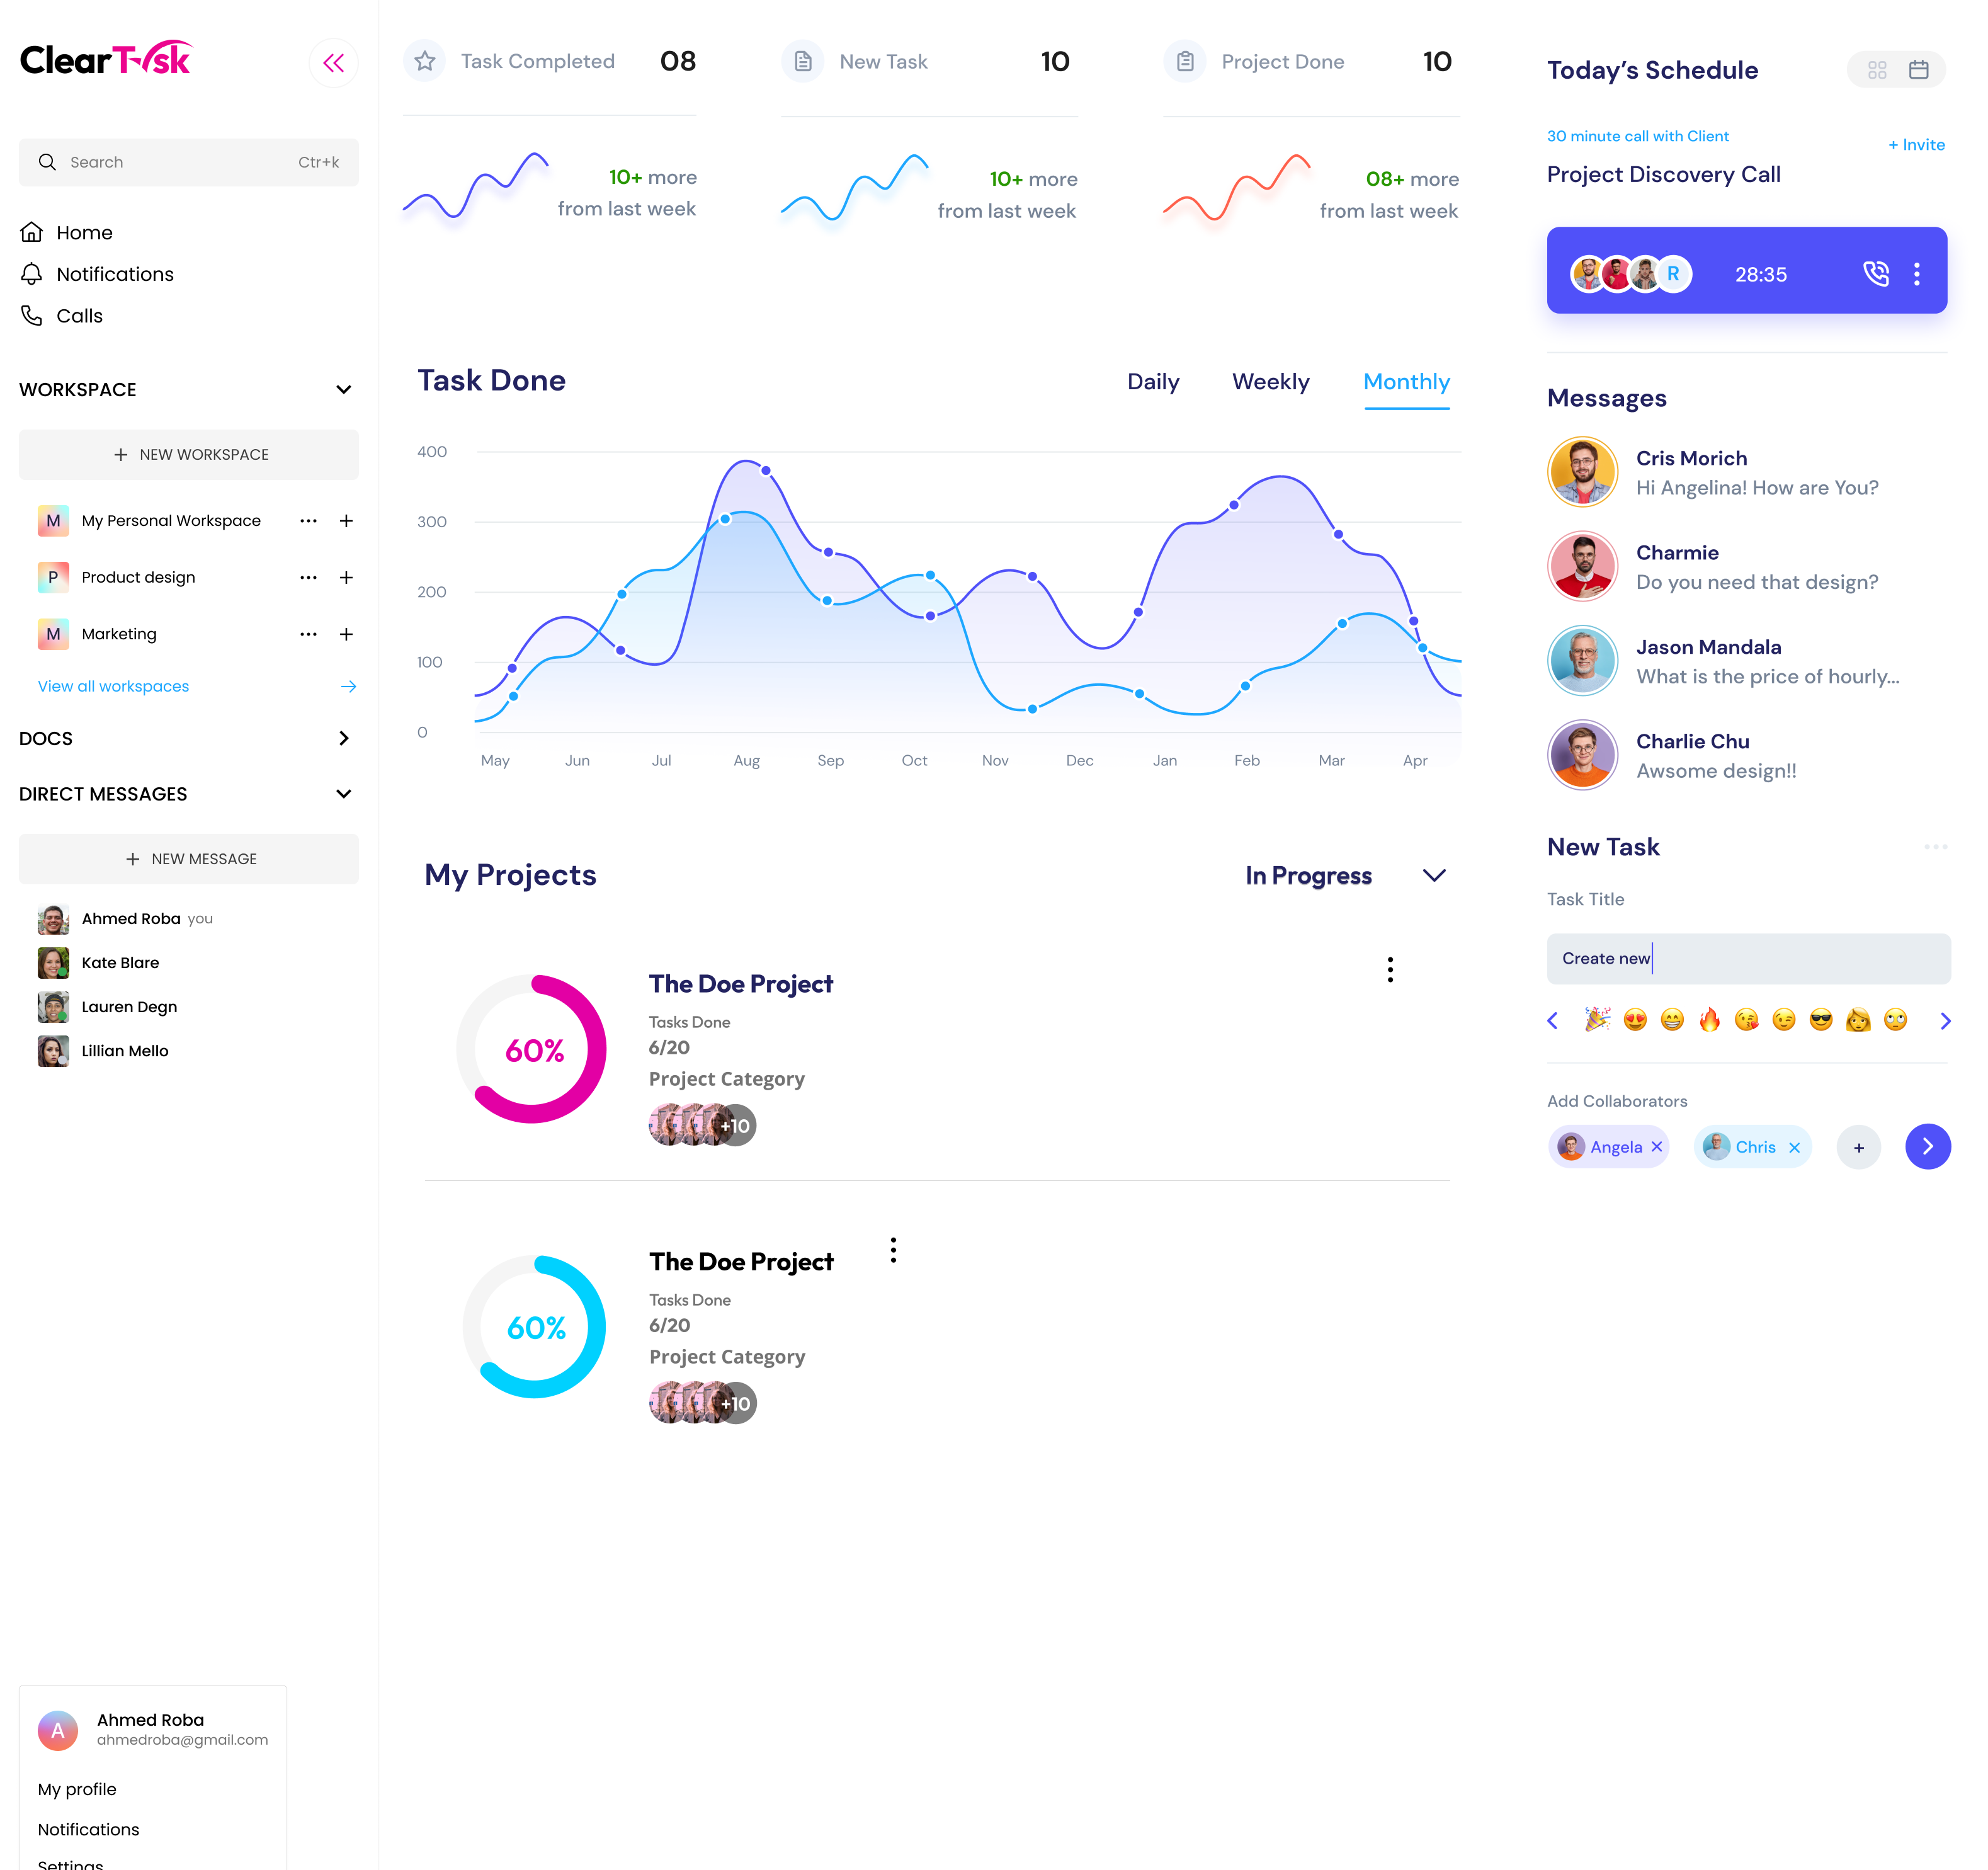 ClearTask
Search
Ctr+k
Home
Notifications
Calls
WORKSPACE
+ NEW WORKSPACE
M
My Personal Workspace
P
Product design
M
Marketing
View all workspaces
DOCS
DIRECT MESSAGES
+ NEW MESSAGE
Ahmed Roba you
Kate Blare
Lauren Degn
Lillian Mello
A
Ahmed Roba
ahmedroba@gmail.com
My profile
Notifications
Settings
Task Completed
08
10+ more
from last week
New Task
10
10+ more
from last week
Project Done
10
08+ more
from last week
Task Done
Daily
Weekly
Monthly
400
300
200
100
0
May
Jun
Jul
Aug
Sep
Oct
Nov
Dec
Jan
Feb
Mar
Apr
My Projects
In Progress
60%
The Doe Project
Tasks Done
6/20
Project Category
+10
60%
The Doe Project
Tasks Done
6/20
Project Category
+10
Today’s Schedule
30 minute call with Client
+ Invite
Project Discovery Call
R
28:35
Messages
Cris Morich
Hi Angelina! How are You?
Charmie
Do you need that design?
Jason Mandala
What is the price of hourly...
Charlie Chu
Awsome design!!
New Task
Task Title
Create new
🎉 😍 😁 🔥 😘 😉 😎 👩 🙄
Add Collaborators
Angela
Chris
+